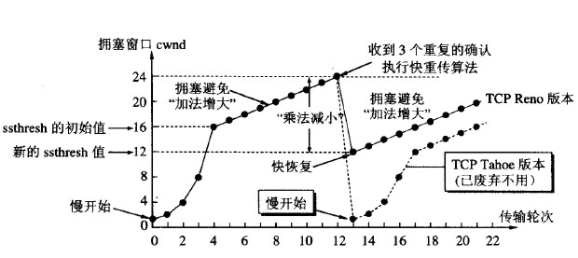 拥塞窗口 cwnd
收到 3 个重复的确认
执行快重传算法
24
拥塞避免
“加法增大”
拥塞避免
“加法增大”
TCP Reno 版本
20
“乘法减小”
ssthresh 的初始值
16
新的 ssthresh 值
12
快恢复
TCP Tahoe 版本
(已废弃不用)
8
慢开始
4
慢开始
传输轮次
0
0 2 4 6 8 10 12 14 16 18 20 22